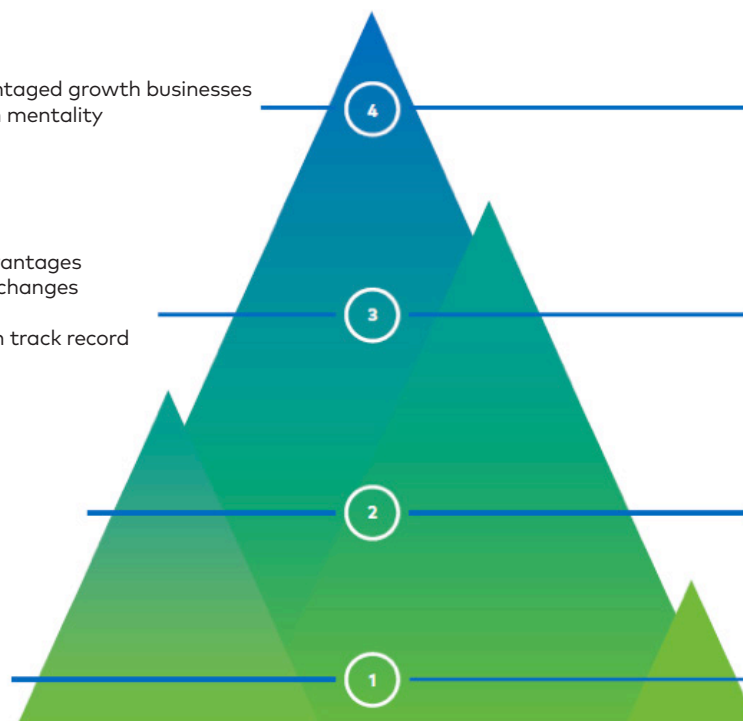 ntaged growth businesses
mentality
4
antages
changes
3
track record
2
1